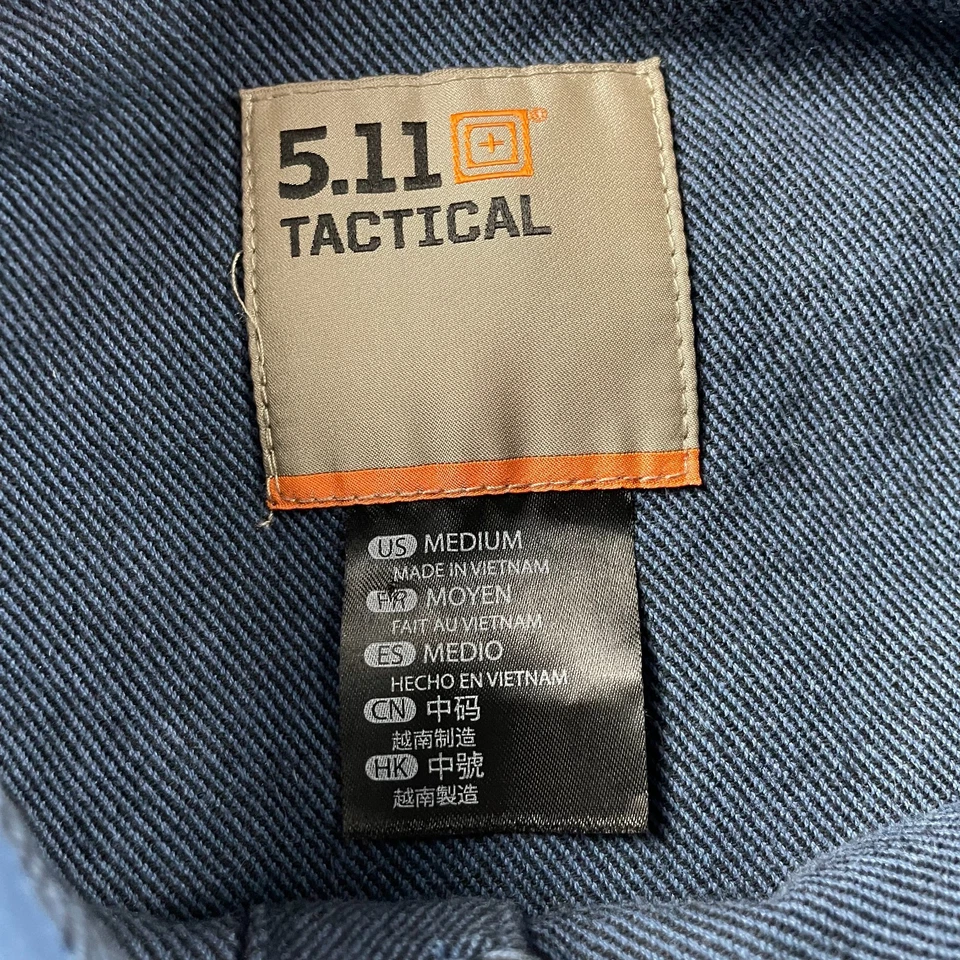 5.11®
TACTICAL
US MEDIUM
MADE IN VIETNAM
FR MOYEN
FAIT AU VIETNAM
ES MEDIO
HECHO EN VIETNAM
CN 中码
越南制造
HK 中號
越南製造